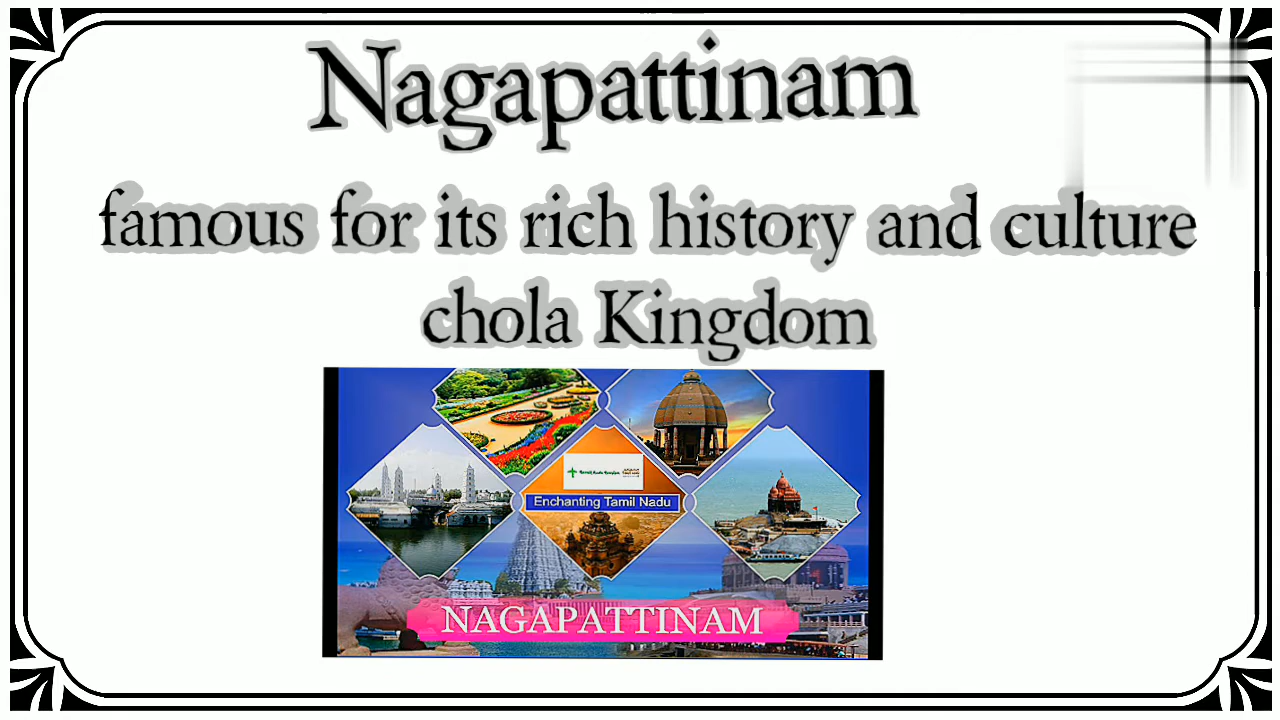 Nagapattinam
famous for its rich history and culture
chola Kingdom
Enchanting Tamil Nadu
NAGAPATTINAM